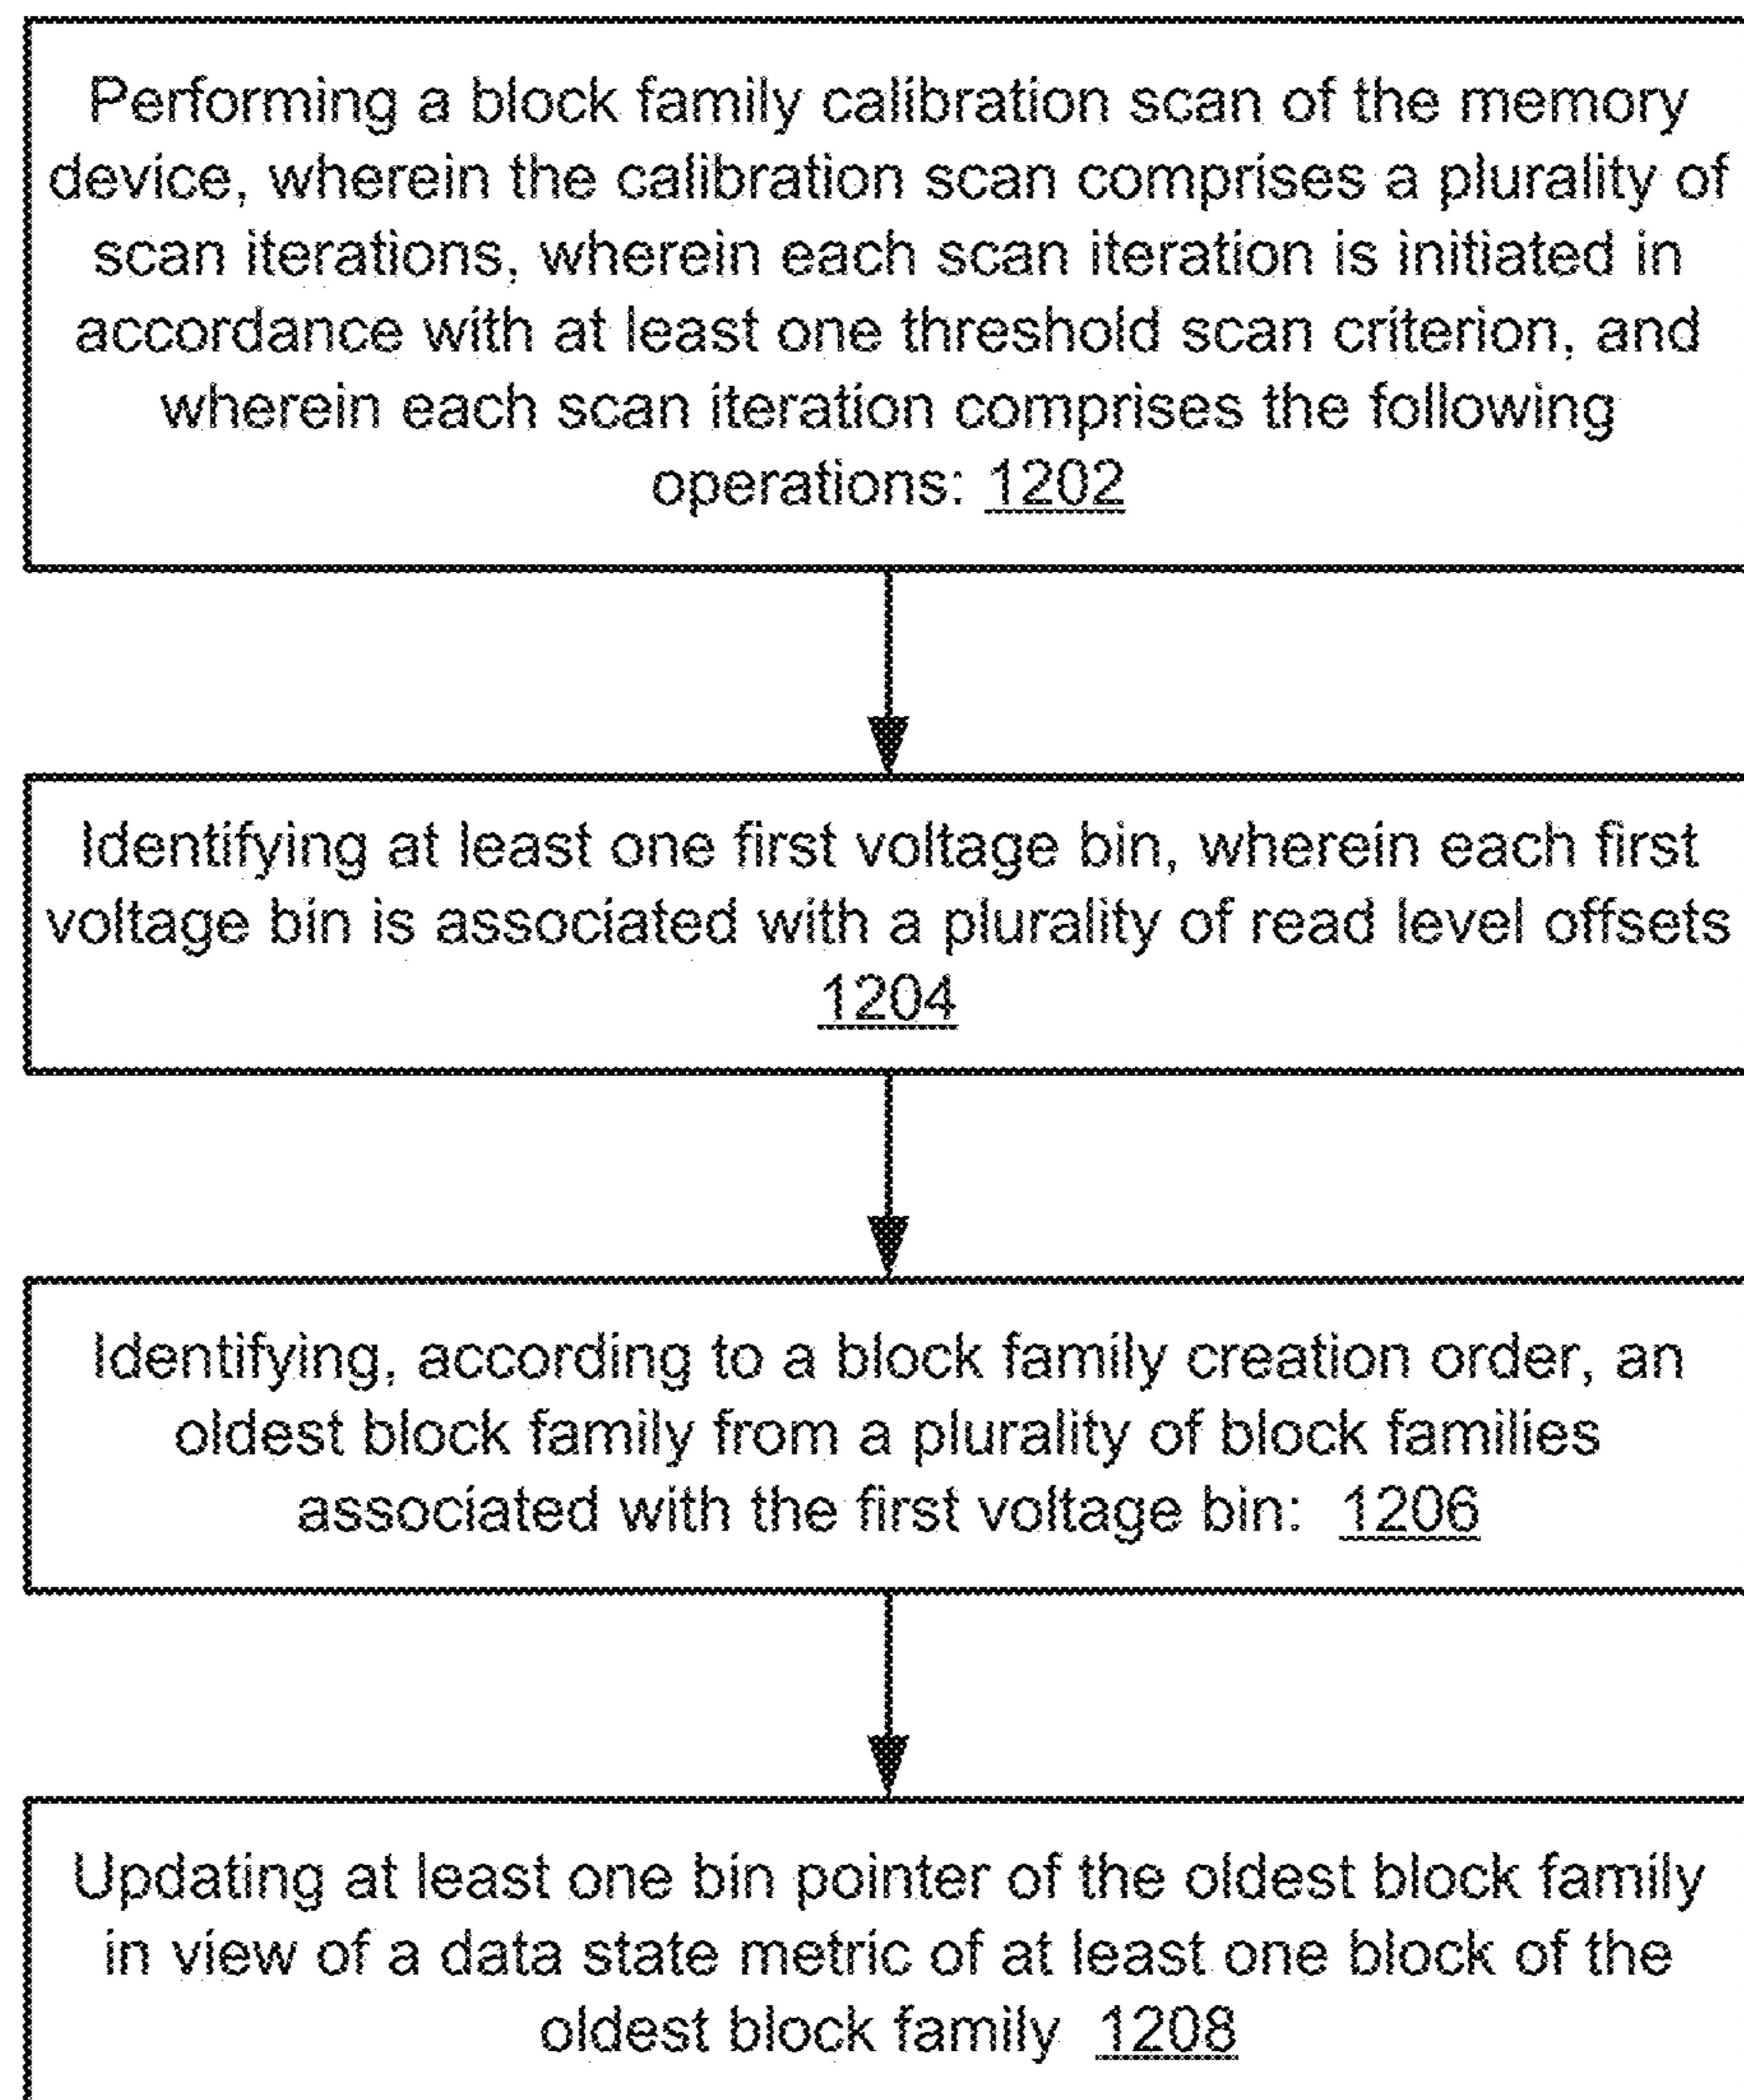 Performing a block family calibration scan of the memory
device, wherein the calibration scan comprises a plurality of
scan iterations, wherein each scan iteration is initiated in
accordance with at least one threshold scan criterion, and
wherein each scan iteration comprises the following
operations: 1202
Identifying at least one first voltage bin, wherein each first
voltage bin is associated with a plurality of read level offsets
1204
Identifying, according to a block family creation order, an
oldest block family from a plurality of block families
associated with the first voltage bin: 1206
Updating at least one bin pointer of the oldest block family
in view of a data state metric of at least one block of the
oldest block family 1208